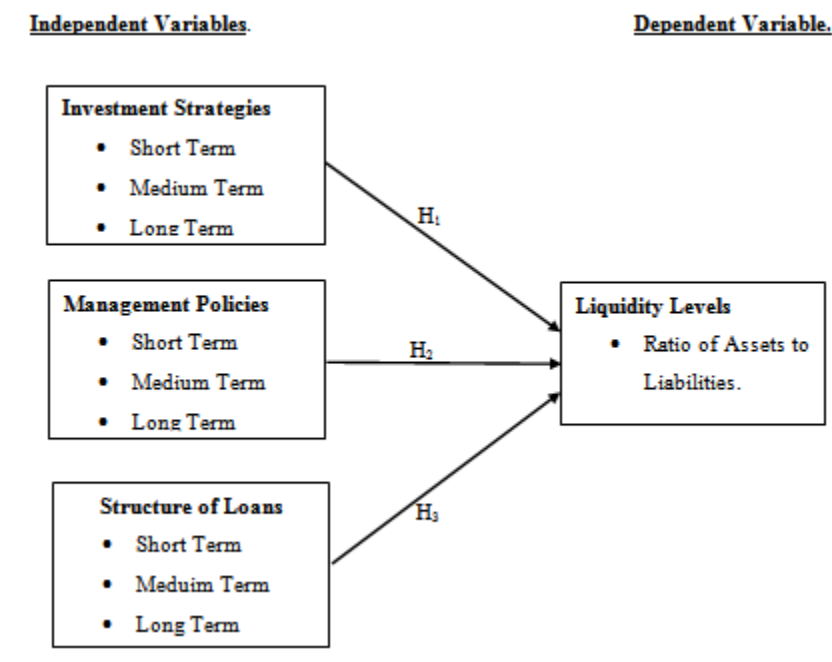 Independent Variables.
Dependent Variable.
Investment Strategies
• Short Term
• Medium Term
• Long Term
H₁
Management Policies
• Short Term
• Medium Term
• Long Term
H₂
Liquidity Levels
• Ratio of Assets to
Liabilities.
Structure of Loans
• Short Term
• Meduim Term
• Long Term
H₃